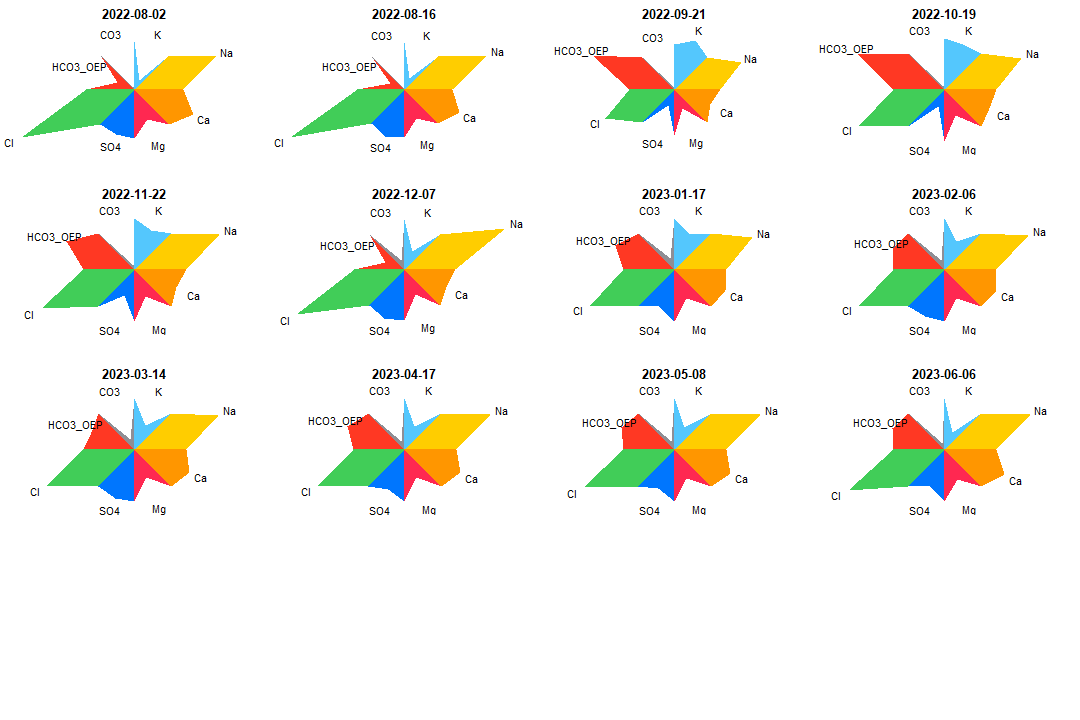 2022-08-02
CO3 K
HCO3_OEP Na
Ca
Cl SO4 Mg
2022-08-16
CO3 K
HCO3_OEP Na
Ca
Cl SO4 Mg
2022-09-21
CO3 K
HCO3_OEP Na
Ca
Cl SO4 Mg
2022-10-19
CO3 K
HCO3_OEP Na
Ca
Cl SO4 Mg
2022-11-22
CO3 K
HCO3_OEP Na
Ca
Cl SO4 Mg
2022-12-07
CO3 K
HCO3_OEP Na
Ca
Cl SO4 Mg
2023-01-17
CO3 K
HCO3_OEP Na
Ca
Cl SO4 Mg
2023-02-06
CO3 K
HCO3_OEP Na
Ca
Cl SO4 Mg
2023-03-14
CO3 K
HCO3_OEP Na
Ca
Cl SO4 Mg
2023-04-17
CO3 K
HCO3_OEP Na
Ca
Cl SO4 Mg
2023-05-08
CO3 K
HCO3_OEP Na
Ca
Cl SO4 Mg
2023-06-06
CO3 K
HCO3_OEP Na
Ca
Cl SO4 Mg